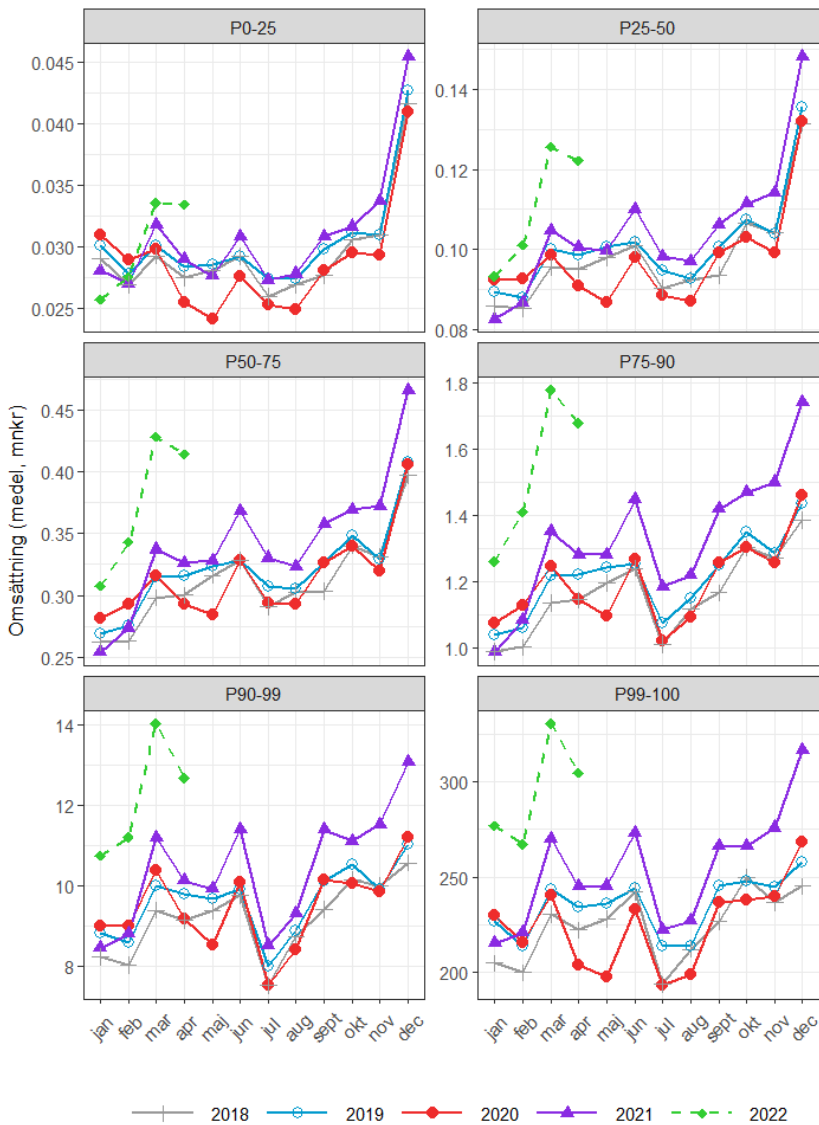 P0-25
P25-50
0.045
0.040
0.035
0.030
0.025
0.14
0.12
0.10
0.08
P50-75
P75-90
0.45
0.40
0.35
0.30
0.25
1.8
1.6
1.4
1.2
1.0
Omsättning (medel, mnkr)
P90-99
P99-100
14
12
10
8
300
250
200
jan feb mar apr maj jun jul aug sept okt nov dec
jan feb mar apr maj jun jul aug sept okt nov dec
2018 2019 2020 2021 2022